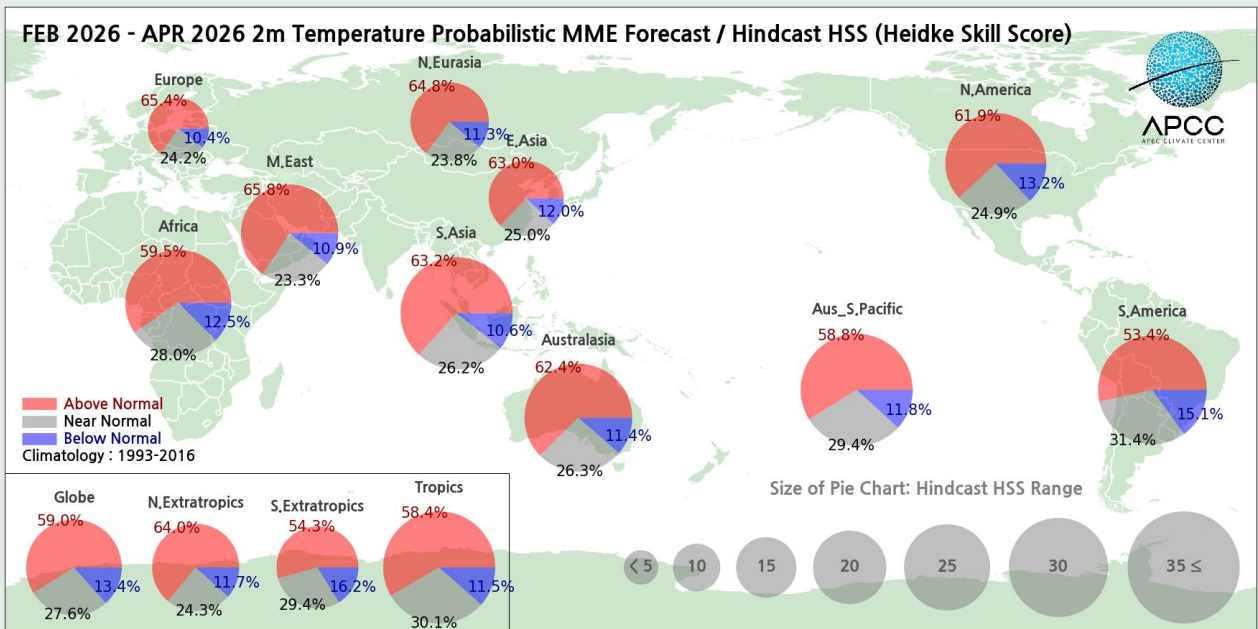 FEB 2026 - APR 2026 2m Temperature Probabilistic MME Forecast / Hindcast HSS (Heidke Skill Score)
APCC
APEC CLIMATE CENTER
Europe
65.4%
10.4%
24.2%
N.Eurasia
64.8%
11.3%
23.8%
E.Asia
63.0%
12.0%
25.0%
N.America
61.9%
13.2%
24.9%
M.East
65.8%
10.9%
23.3%
Africa
59.5%
12.5%
28.0%
S.Asia
63.2%
10.6%
26.2%
Australasia
62.4%
11.4%
26.3%
Aus_S.Pacific
58.8%
11.8%
29.4%
S.America
53.4%
15.1%
31.4%
Above Normal
Near Normal
Below Normal
Climatology : 1993-2016
Globe
59.0%
13.4%
27.6%
N.Extratropics
64.0%
11.7%
24.3%
S.Extratropics
54.3%
16.2%
29.4%
Tropics
58.4%
11.5%
30.1%
Size of Pie Chart: Hindcast HSS Range
< 5
10
15
20
25
30
35 ≤